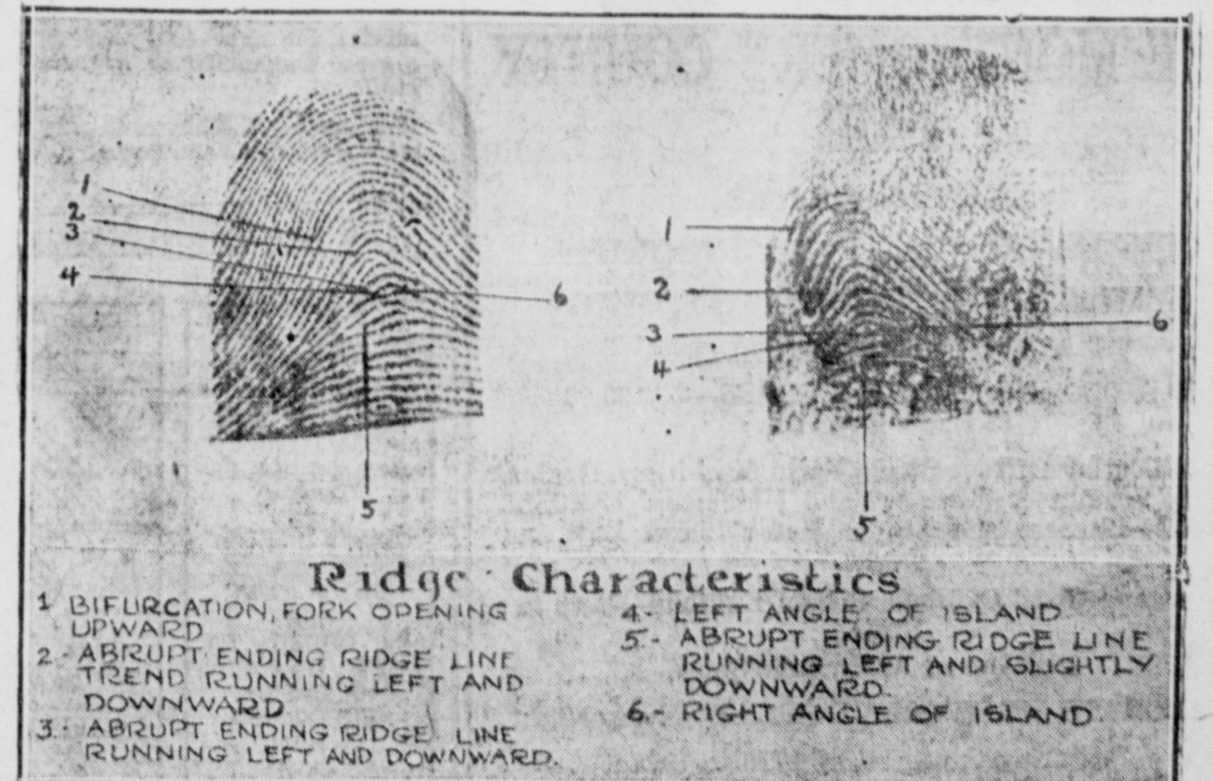 1
2
3
4
5
6
1
2
3
4
5
6
Ridge Characteristics
1 BIFURCATION, FORK OPENING
UPWARD
2.- ABRUPT ENDING RIDGE LINE
TREND RUNNING LEFT AND
DOWNWARD
3.- ABRUPT ENDING RIDGE LINE
RUNNING LEFT AND DOWNWARD.
4.- LEFT ANGLE OF ISLAND
5.- ABRUPT ENDING RIDGE LINE
RUNNING LEFT AND SLIGHTLY
DOWNWARD.
6.- RIGHT ANGLE OF ISLAND.